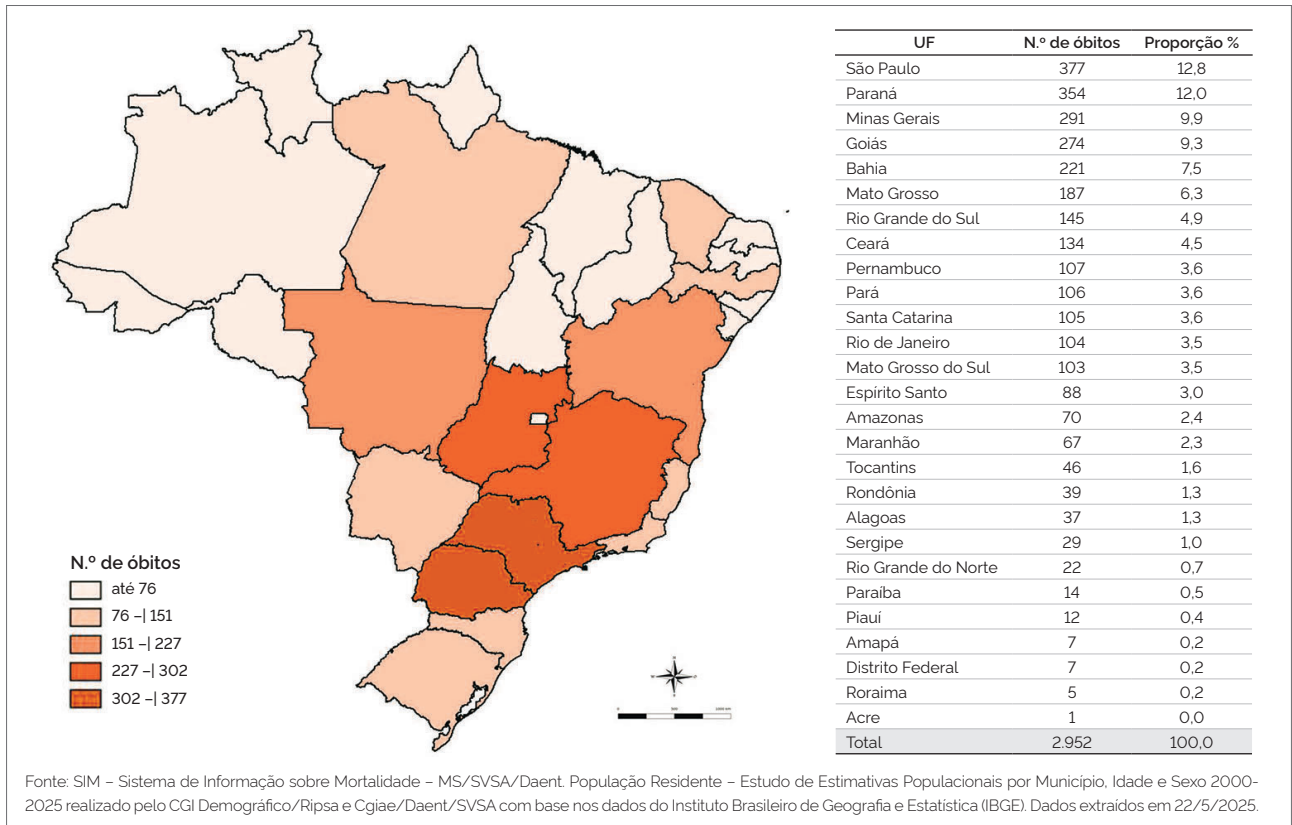 UF N.º de óbitos Proporção %
São Paulo 377 12,8
Paraná 354 12,0
Minas Gerais 291 9,9
Goiás 274 9,3
Bahia 221 7,5
Mato Grosso 187 6,3
Rio Grande do Sul 145 4,9
Ceará 134 4,5
Pernambuco 107 3,6
Pará 106 3,6
Santa Catarina 105 3,6
Rio de Janeiro 104 3,5
Mato Grosso do Sul 103 3,5
Espírito Santo 88 3,0
Amazonas 70 2,4
Maranhão 67 2,3
Tocantins 46 1,6
Rondônia 39 1,3
Alagoas 37 1,3
Sergipe 29 1,0
Rio Grande do Norte 22 0,7
Paraíba 14 0,5
Piauí 12 0,4
Amapá 7 0,2
Distrito Federal 7 0,2
Roraima 5 0,2
Acre 1 0,0
Total 2.952 100,0
N.º de óbitos
até 76
76 –| 151
151 –| 227
227 –| 302
302 –| 377
Fonte: SIM – Sistema de Informação sobre Mortalidade – MS/SVSA/Daent. População Residente – Estudo de Estimativas Populacionais por Município, Idade e Sexo 2000-
2025 realizado pelo CGI Demográfico/Ripsa e Cgiae/Daent/SVSA com base nos dados do Instituto Brasileiro de Geografia e Estatística (IBGE). Dados extraídos em 22/5/2025.